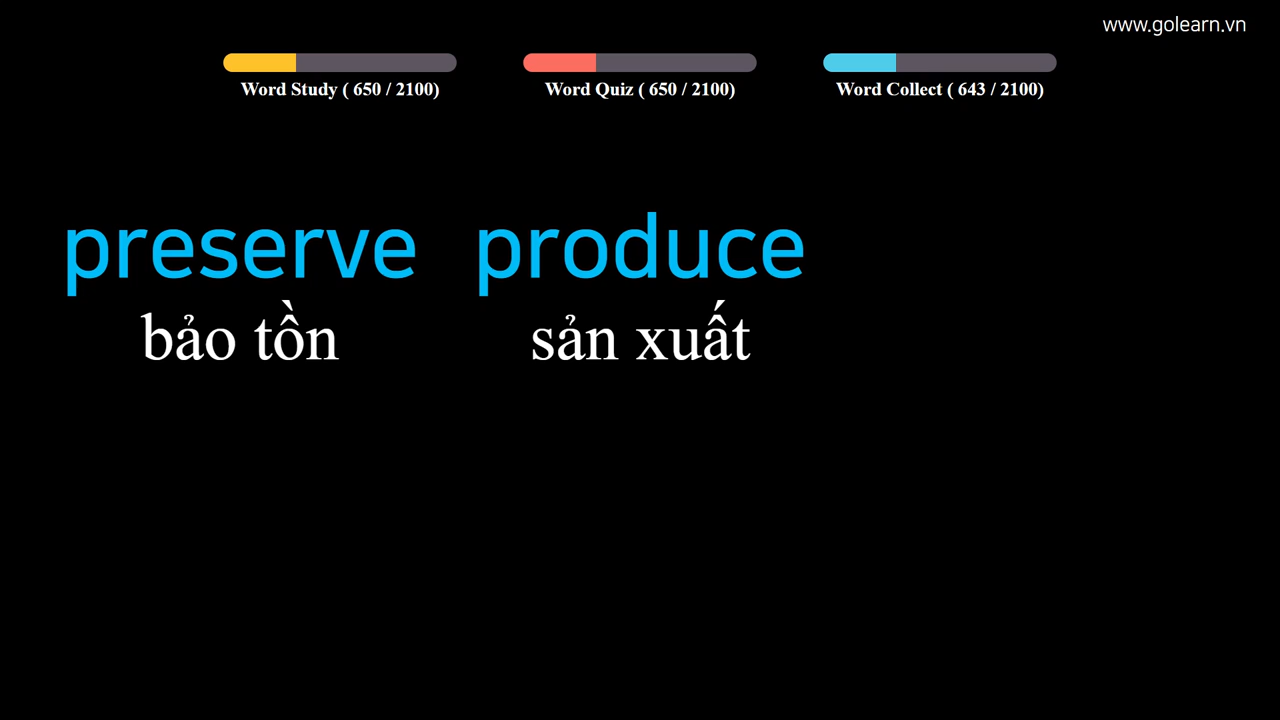 www.golearn.vn
Word Study ( 650 / 2100)
Word Quiz ( 650 / 2100)
Word Collect ( 643 / 2100)
preserve produce
bảo tồn sản xuất